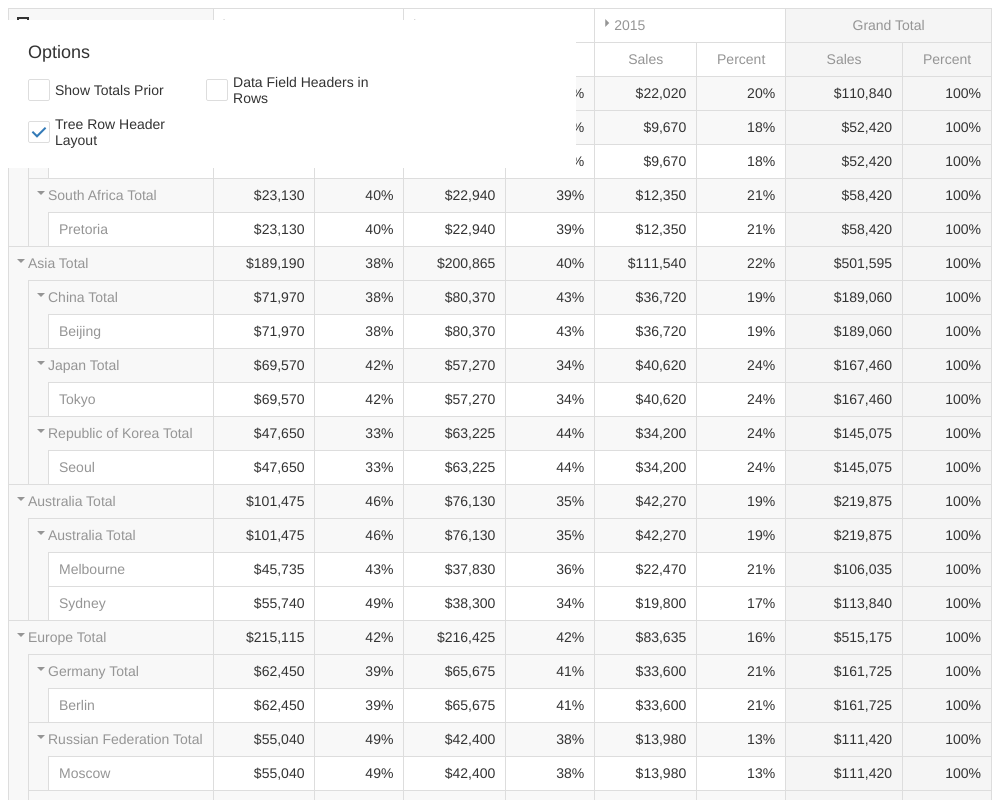 2015 Grand Total
Options
Sales Percent Sales Percent
Show Totals Prior
Data Field Headers in
Rows
% $22,020 20% $110,840 100%
Tree Row Header
Layout
% $9,670 18% $52,420 100%
% $9,670 18% $52,420 100%
South Africa Total $23,130 40% $22,940 39% $12,350 21% $58,420 100%
Pretoria $23,130 40% $22,940 39% $12,350 21% $58,420 100%
Asia Total $189,190 38% $200,865 40% $111,540 22% $501,595 100%
China Total $71,970 38% $80,370 43% $36,720 19% $189,060 100%
Beijing $71,970 38% $80,370 43% $36,720 19% $189,060 100%
Japan Total $69,570 42% $57,270 34% $40,620 24% $167,460 100%
Tokyo $69,570 42% $57,270 34% $40,620 24% $167,460 100%
Republic of Korea Total $47,650 33% $63,225 44% $34,200 24% $145,075 100%
Seoul $47,650 33% $63,225 44% $34,200 24% $145,075 100%
Australia Total $101,475 46% $76,130 35% $42,270 19% $219,875 100%
Australia Total $101,475 46% $76,130 35% $42,270 19% $219,875 100%
Melbourne $45,735 43% $37,830 36% $22,470 21% $106,035 100%
Sydney $55,740 49% $38,300 34% $19,800 17% $113,840 100%
Europe Total $215,115 42% $216,425 42% $83,635 16% $515,175 100%
Germany Total $62,450 39% $65,675 41% $33,600 21% $161,725 100%
Berlin $62,450 39% $65,675 41% $33,600 21% $161,725 100%
Russian Federation Total $55,040 49% $42,400 38% $13,980 13% $111,420 100%
Moscow $55,040 49% $42,400 38% $13,980 13% $111,420 100%